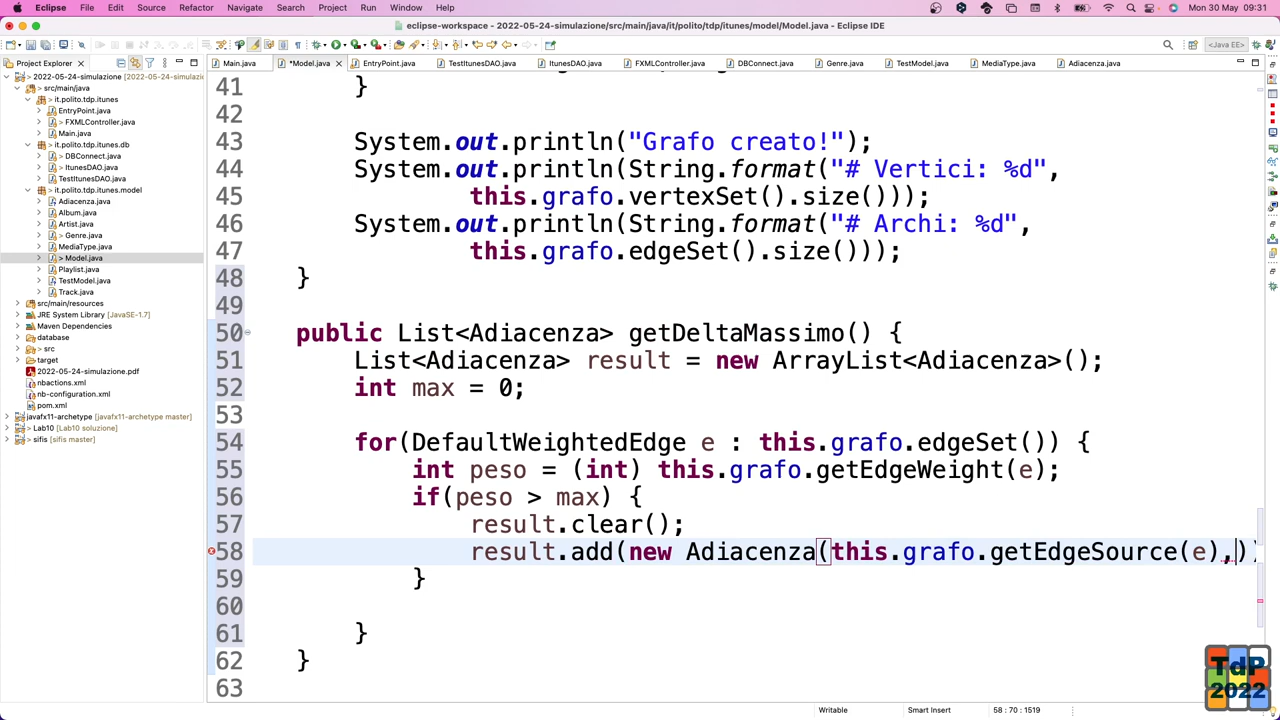 Eclipse File Edit Source Refactor Navigate Search Project Run Window Help Mon 30 May 09:31
eclipse-workspace - 2022-05-24-simulazione/src/main/java/it/polito/tdp/itunes/model/Model.java - Eclipse IDE
<Java EE>
Project Explorer
Main.java *Model.java EntryPoint.java TestItunesDAO.java ItunesDAO.java FXMLController.java DBConnect.java Genre.java TestModel.java MediaType.java Adiacenza.java
2022-05-24-simulazione [2022-05-24-simulazi
src/main/java
it.polito.tdp.itunes
EntryPoint.java
> FXMLController.java
Main.java
it.polito.tdp.itunes.db
DBConnect.java
> ItunesDAO.java
TestItunesDAO.java
it.polito.tdp.itunes.model
Adiacenza.java
Album.java
Artist.java
> Genre.java
MediaType.java
> Model.java
Playlist.java
TestModel.java
Track.java
src/main/resources
JRE System Library [JavaSE-1.7]
Maven Dependencies
database
> src
target
2022-05-24-simulazione.pdf
nbactions.xml
nb-configuration.xml
pom.xml
javafx11-archetype [javafx11-archetype master]
> Lab10 [Lab10 soluzione]
> sifis [sifis master]
41 }
42
43 System.out.println("Grafo creato!");
44 System.out.println(String.format("# Vertici: %d",
45 this.grafo.vertexSet().size()));
46 System.out.println(String.format("# Archi: %d",
47 this.grafo.edgeSet().size()));
48 }
49
50 public List<Adiacenza> getDeltaMassimo() {
51 List<Adiacenza> result = new ArrayList<Adiacenza>();
52 int max = 0;
53
54 for(DefaultWeightedEdge e : this.grafo.edgeSet()) {
55 int peso = (int) this.grafo.getEdgeWeight(e);
56 if(peso > max) {
57 result.clear();
58 result.add(new Adiacenza(this.grafo.getEdgeSource(e),))
59 }
60
61 }
62 }
63
Writable Smart Insert 58 : 70 : 1519
TdP
2022